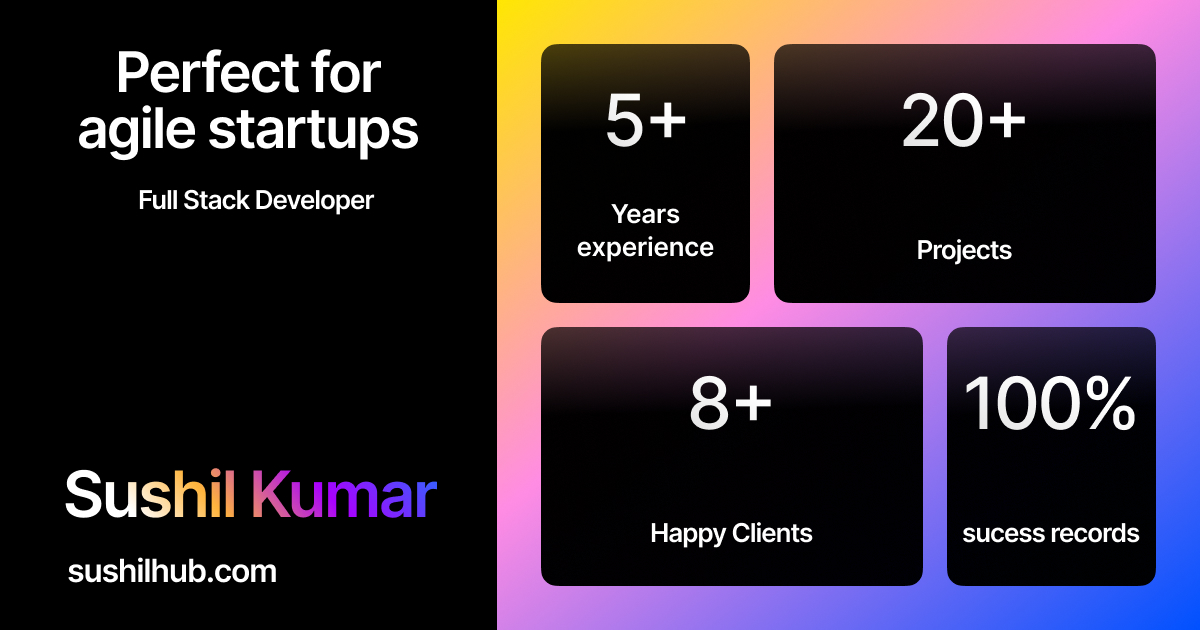 Perfect for
agile startups
Full Stack Developer
Sushil Kumar
sushilhub.com
5+
Years
experience
20+
Projects
8+
Happy Clients
100%
sucess records